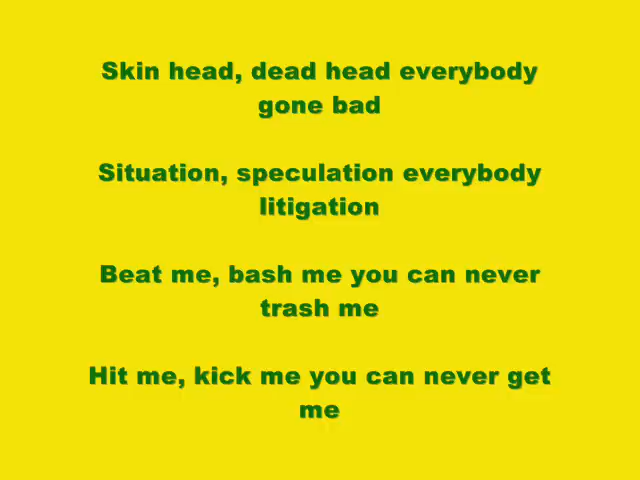 Skin head, dead head everybody
gone bad
Situation, speculation everybody
litigation
Beat me, bash me you can never
trash me
Hit me, kick me you can never get
me